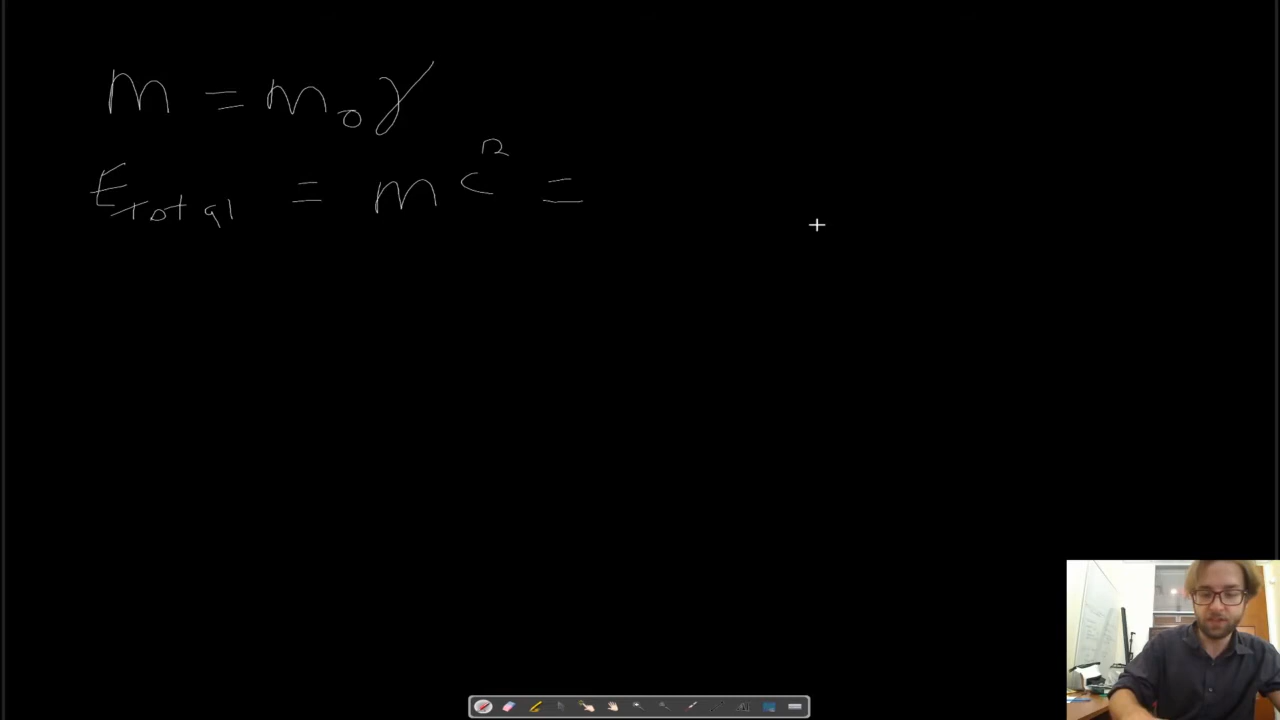 m = m₀γ
E_total = mc² =